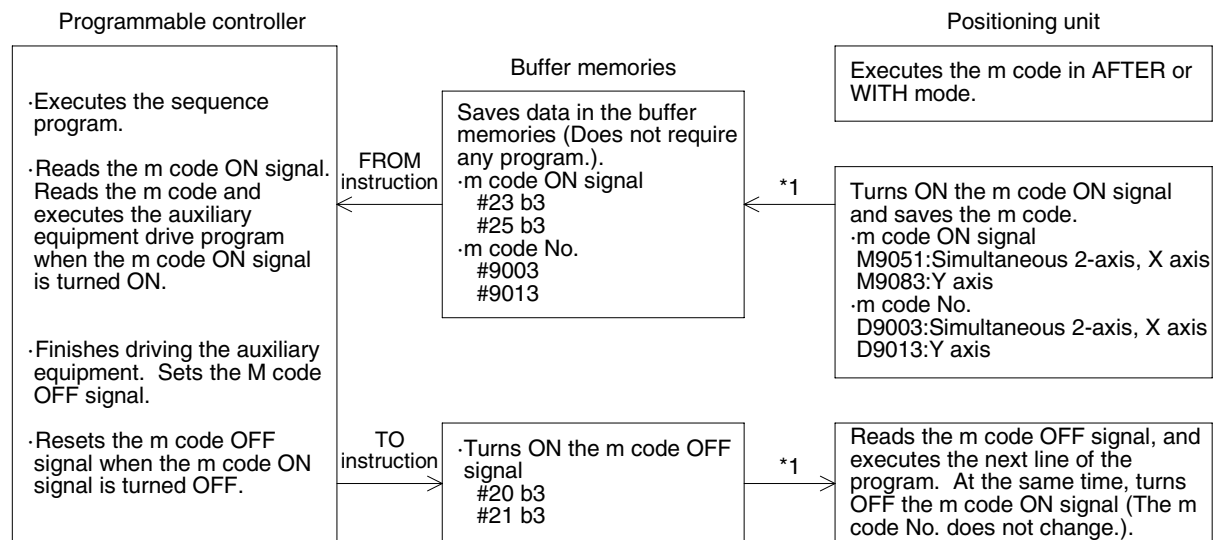 Programmable controller
·Executes the sequence
program.
·Reads the m code ON signal.
Reads the m code and
executes the auxiliary
equipment drive program
when the m code ON signal
is turned ON.
·Finishes driving the auxiliary
equipment.  Sets the M code
OFF signal.
·Resets the m code OFF
signal when the m code ON
signal is turned OFF.
FROM
instruction
TO
instruction
Buffer memories
Saves data in the buffer
memories (Does not require
any program.).
·m code ON signal
#23 b3
#25 b3
·m code No.
#9003
#9013
·Turns ON the m code OFF
signal
#20 b3
#21 b3
*1
*1
Positioning unit
Executes the m code in AFTER or
WITH mode.
Turns ON the m code ON signal
and saves the m code.
·m code ON signal
M9051:Simultaneous 2-axis, X axis
M9083:Y axis
·m code No.
D9003:Simultaneous 2-axis, X axis
D9013:Y axis
Reads the m code OFF signal, and
executes the next line of the
program.  At the same time, turns
OFF the m code ON signal (The m
code No. does not change.).